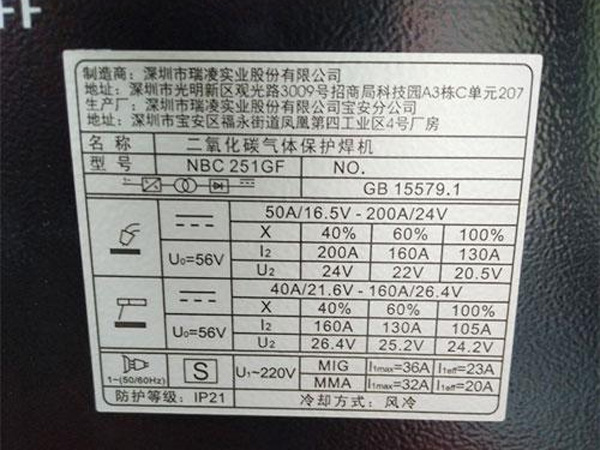 FF
制造商：深圳市瑞凌实业股份有限公司
地址：深圳市光明新区观光路3009号招商局科技园A3栋C单元207
生产厂：深圳市瑞凌实业股份有限公司宝安分公司
地址：深圳市宝安区福永街道凤凰第四工业区4号厂房
名 称 二氧化碳气体保护焊机
型 号 NBC 251GF NO.
GB 15579.1
50A/16.5V - 200A/24V
X 40% 60% 100%
U0=56V I2 200A 160A 130A
U2 24V 22V 20.5V
40A/21.6V - 160A/26.4V
X 40% 60% 100%
U0=56V I2 160A 130A 105A
U2 26.4V 25.2V 24.2V
1~(50/60Hz) S U1~220V MIG I1max=36A I1eff=23A
MMA I1max=32A I1eff=20A
防护等级：IP21 冷却方式：风冷